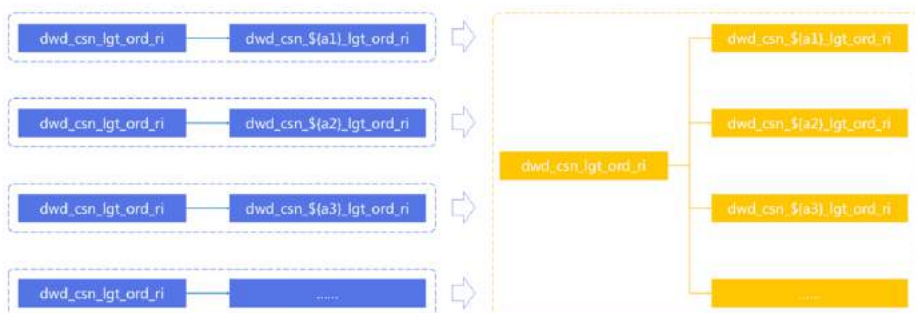 dwd_csn_lgt_ord_ri dwd_csn_${a1}_lgt_ord_ri
dwd_csn_lgt_ord_ri dwd_csn_${a2}_lgt_ord_ri
dwd_csn_lgt_ord_ri dwd_csn_${a3}_lgt_ord_ri
dwd_csn_lgt_ord_ri ......
dwd_csn_lgt_ord_ri
dwd_csn_${a1}_lgt_ord_ri
dwd_csn_${a2}_lgt_ord_ri
dwd_csn_${a3}_lgt_ord_ri
......